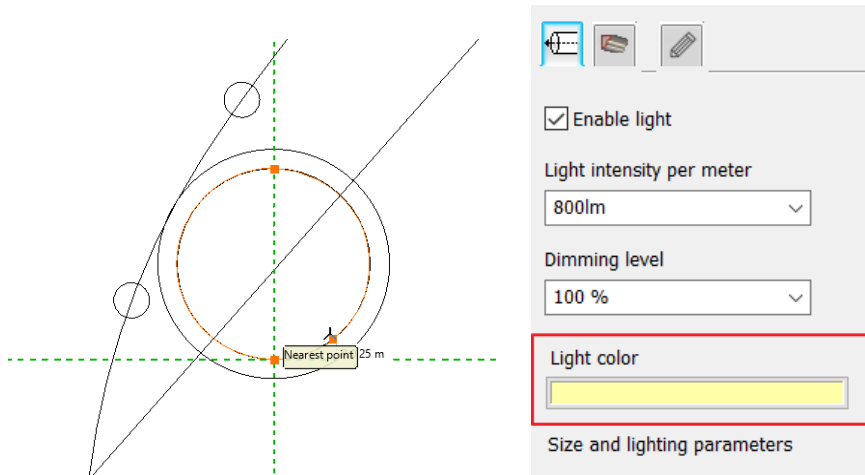 Enable light
Light intensity per meter
800lm
Dimming level
100 %
Nearest point 25 m
Light color
Size and lighting parameters